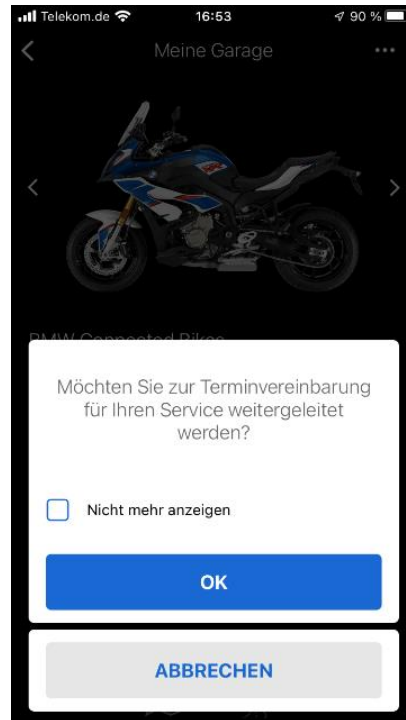 Telekom.de 16:53 90 %
Meine Garage
BMW Connected Bikes
Möchten Sie zur Terminvereinbarung
für Ihren Service weitergeleitet
werden?
Nicht mehr anzeigen
OK
ABBRECHEN